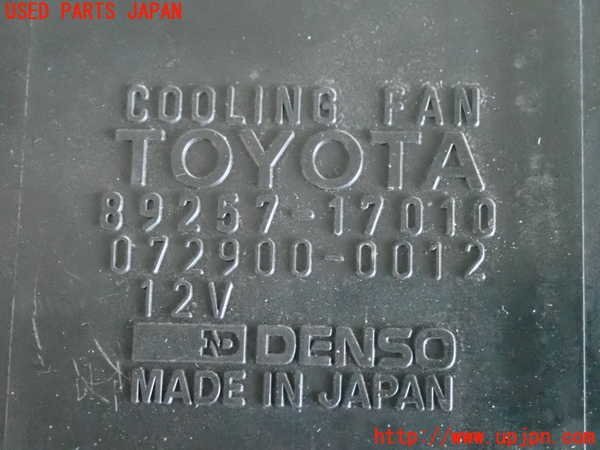 USED PARTS JAPAN
COOLING FAN
TOYOTA
89257-17010
072900-0012
12V
ND DENSO
MADE IN JAPAN
http://www.upjpn.com